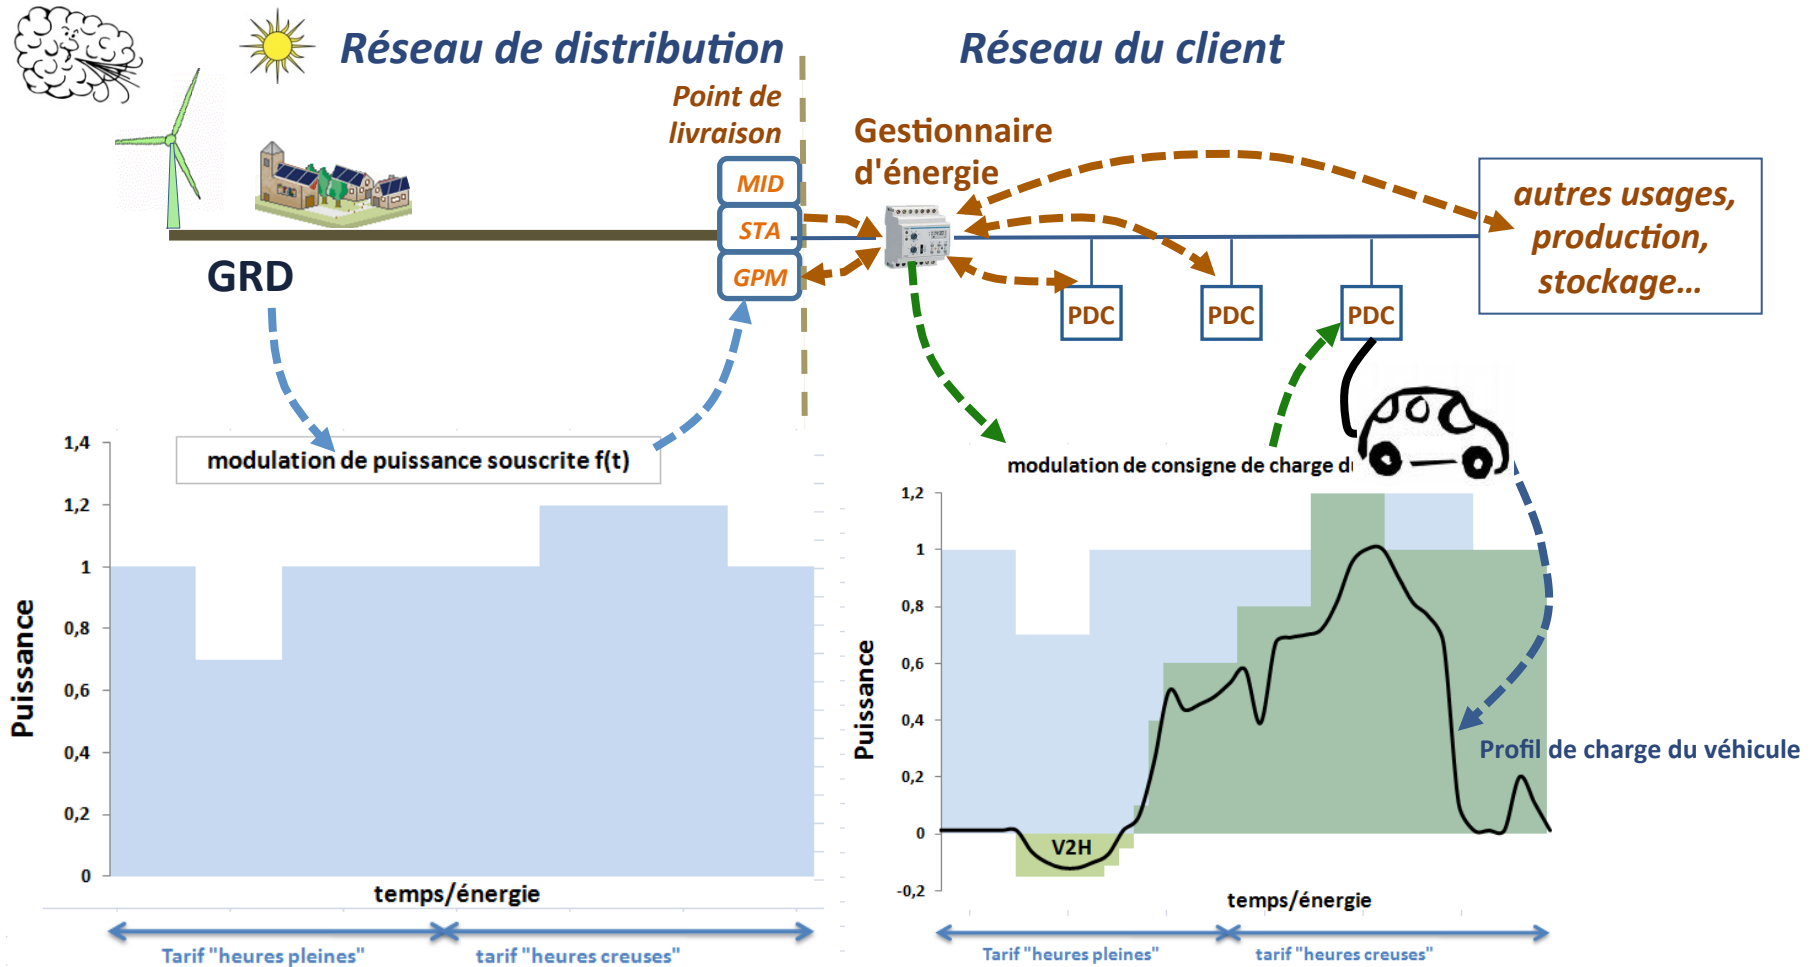 Réseau de distribution
Réseau du client
Point de
livraison
Gestionnaire
d'énergie
MID
STA
GPM
GRD
autres usages,
production,
stockage...
PDC
PDC
PDC
modulation de puissance souscrite f(t)
1,4
1,2
1
0,8
0,6
0,4
0,2
0
Puissance
temps/énergie
Tarif "heures pleines"
tarif "heures creuses"
modulation de consigne de charge du
1,2
1
0,8
0,6
0,4
0,2
0
-0,2
Puissance
V2H
Profil de charge du véhicule
temps/énergie
Tarif "heures pleines"
tarif "heures creuses"